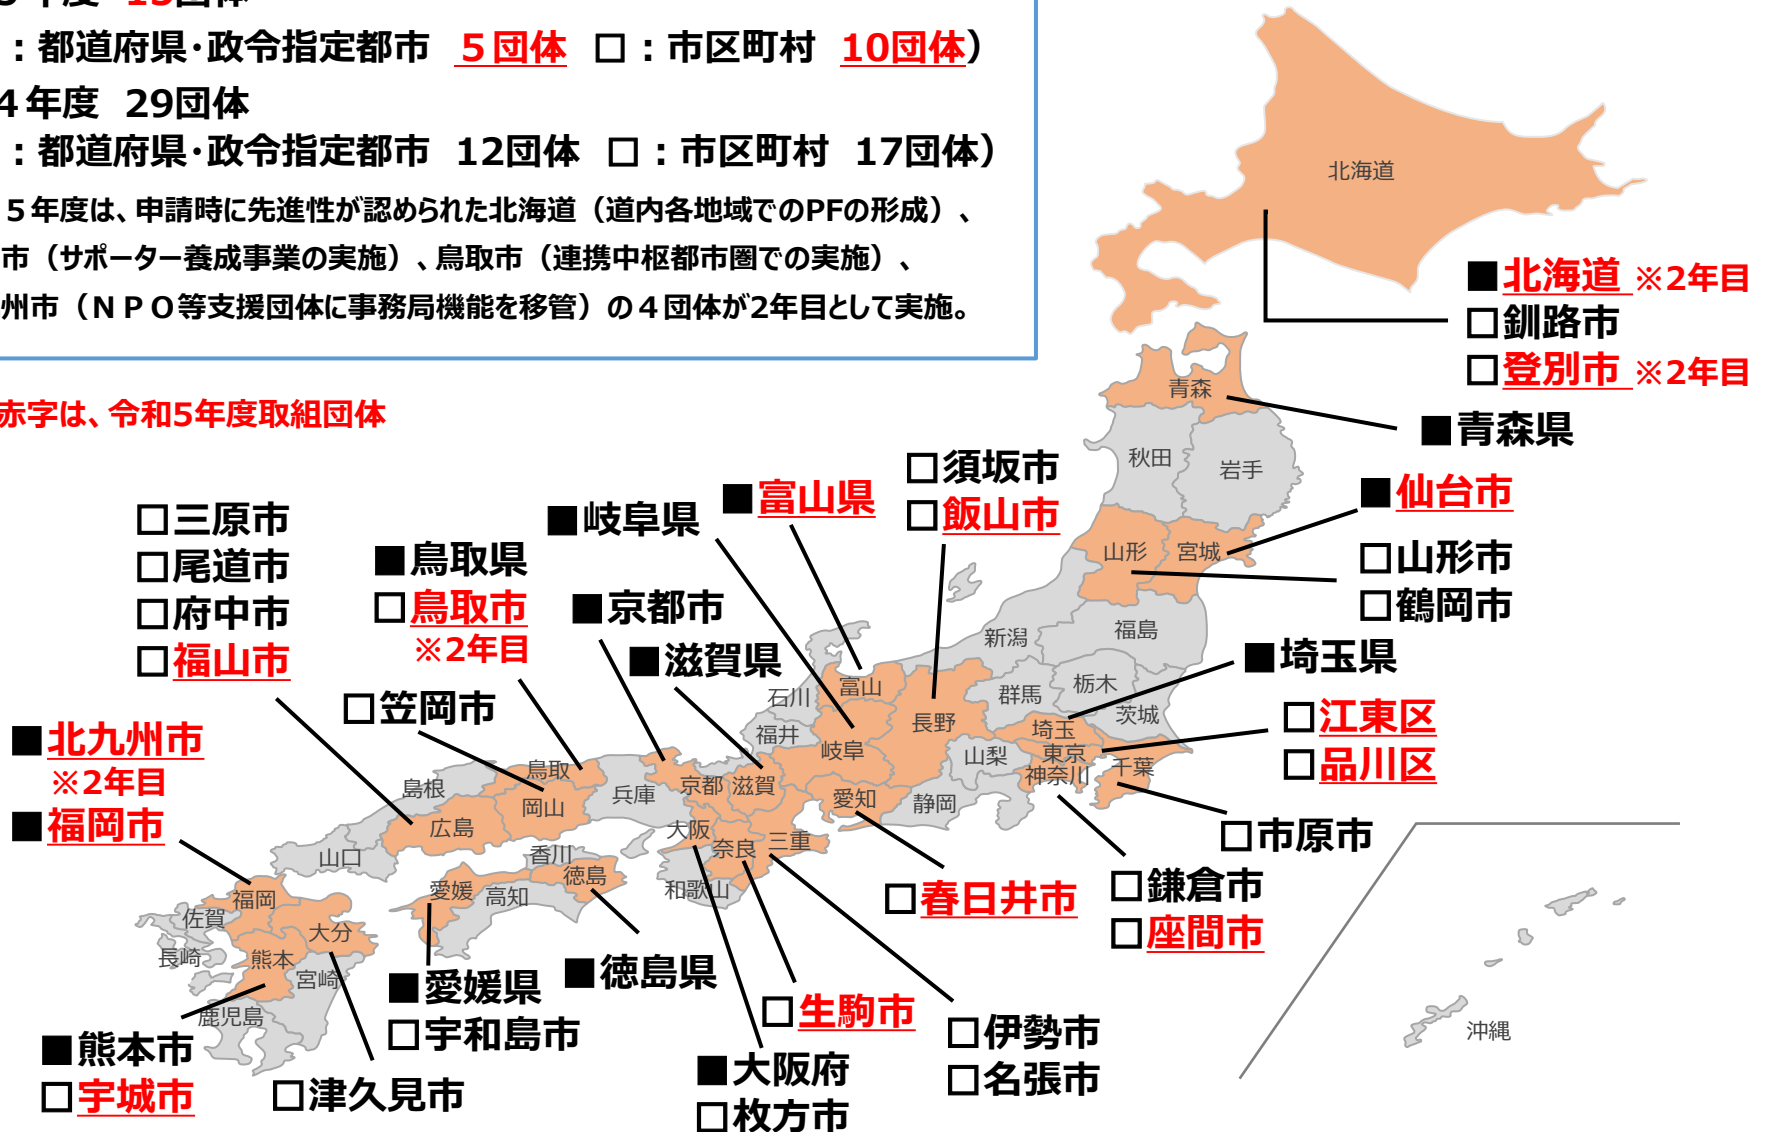 5年度 15団体
：都道府県・政令指定都市 ５団体 □：市区町村 10団体）
４年度 29団体
：都道府県・政令指定都市 12団体 □：市区町村 17団体）
５年度は、申請時に先進性が認められた北海道（道内各地域でのPFの形成）、
市（サポーター養成事業の実施）、鳥取市（連携中枢都市圏での実施）、
州市（ＮＰＯ等支援団体に事務局機能を移管）の４団体が2年目として実施。
赤字は、令和5年度取組団体
北海道
■北海道 ※2年目
□釧路市
□登別市 ※2年目
青森
■青森県
秋田
岩手
■仙台市
山形
宮城
□山形市
□鶴岡市
□須坂市
□飯山市
■富山県
■岐阜県
□三原市
□尾道市
□府中市
□福山市
■鳥取県
□鳥取市
※2年目
■京都市
■滋賀県
□笠岡市
新潟
福島
■埼玉県
群馬
栃木
茨城
富山
石川
福井
岐阜
長野
埼玉
東京
山梨
神奈川
千葉
□江東区
□品川区
■北九州市
※2年目
■福岡市
島根
鳥取
岡山
広島
兵庫
京都
滋賀
愛知
静岡
山口
大阪
奈良
三重
和歌山
香川
徳島
愛媛
高知
□市原市
□鎌倉市
□座間市
□春日井市
福岡
佐賀
長崎
大分
熊本
宮崎
鹿児島
■愛媛県
□宇和島市
■徳島県
□生駒市
□伊勢市
□名張市
■大阪府
□枚方市
■熊本市
□宇城市
□津久見市
沖縄